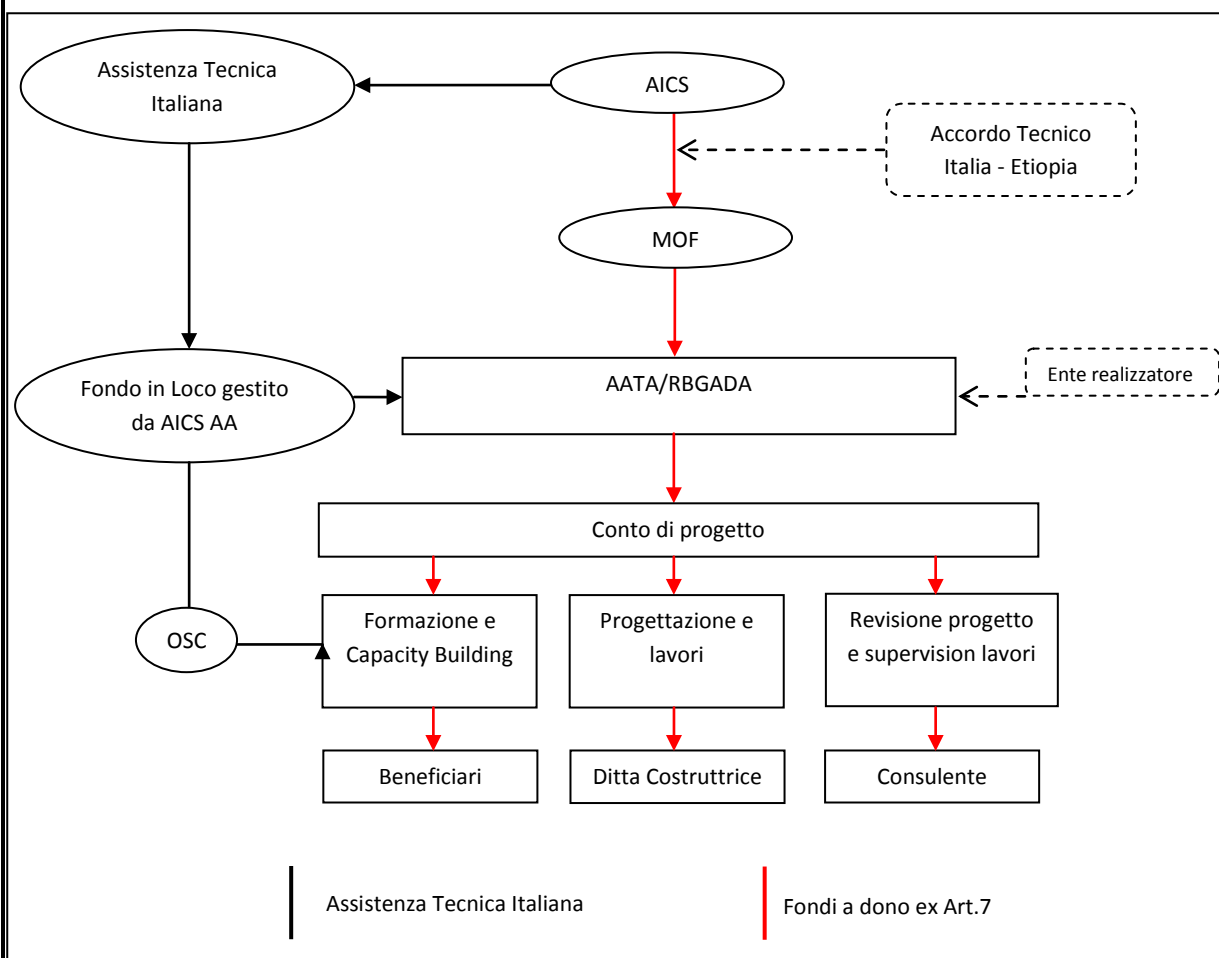 Assistenza Tecnica
Italiana
AICS
Accordo Tecnico
Italia - Etiopia
MOF
Fondo in Loco gestito
da AICS AA
AATA/RBGADA
Ente realizzatore
Conto di progetto
OSC
Formazione e
Capacity Building
Progettazione e
lavori
Revisione progetto
e supervision lavori
Beneficiari
Ditta Costruttrice
Consulente
Assistenza Tecnica Italiana
Fondi a dono ex Art.7